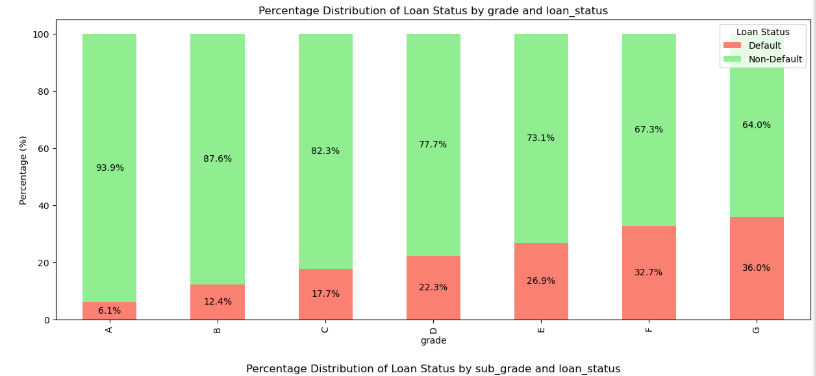 Percentage Distribution of Loan Status by grade and loan_status
Loan Status
Default
Non-Default
Percentage (%)
100
80
60
40
20
0
93.9%
87.6%
82.3%
77.7%
73.1%
67.3%
64.0%
6.1%
12.4%
17.7%
22.3%
26.9%
32.7%
36.0%
A
B
C
D
E
F
G
grade
Percentage Distribution of Loan Status by sub_grade and loan_status